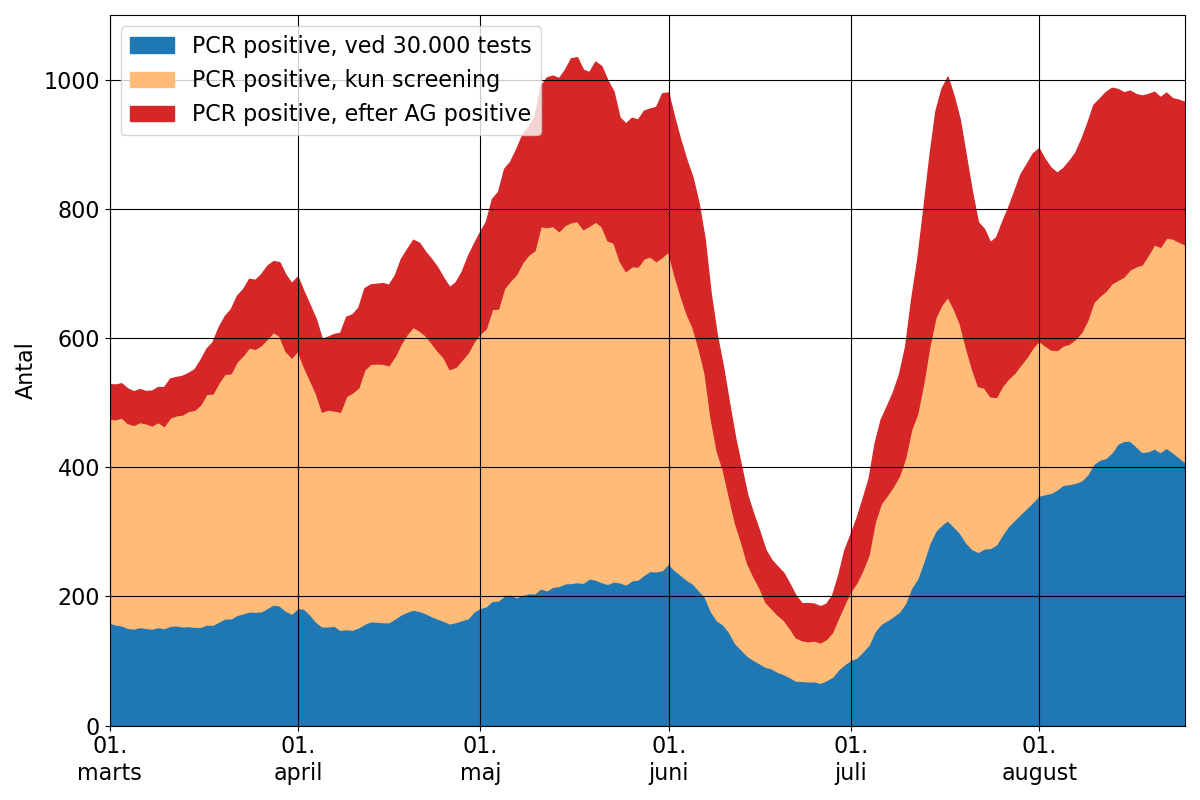 PCR positive, ved 30.000 tests
PCR positive, kun screening
PCR positive, efter AG positive
Antal
1000
800
600
400
200
0
01. marts
01. april
01. maj
01. juni
01. juli
01. august